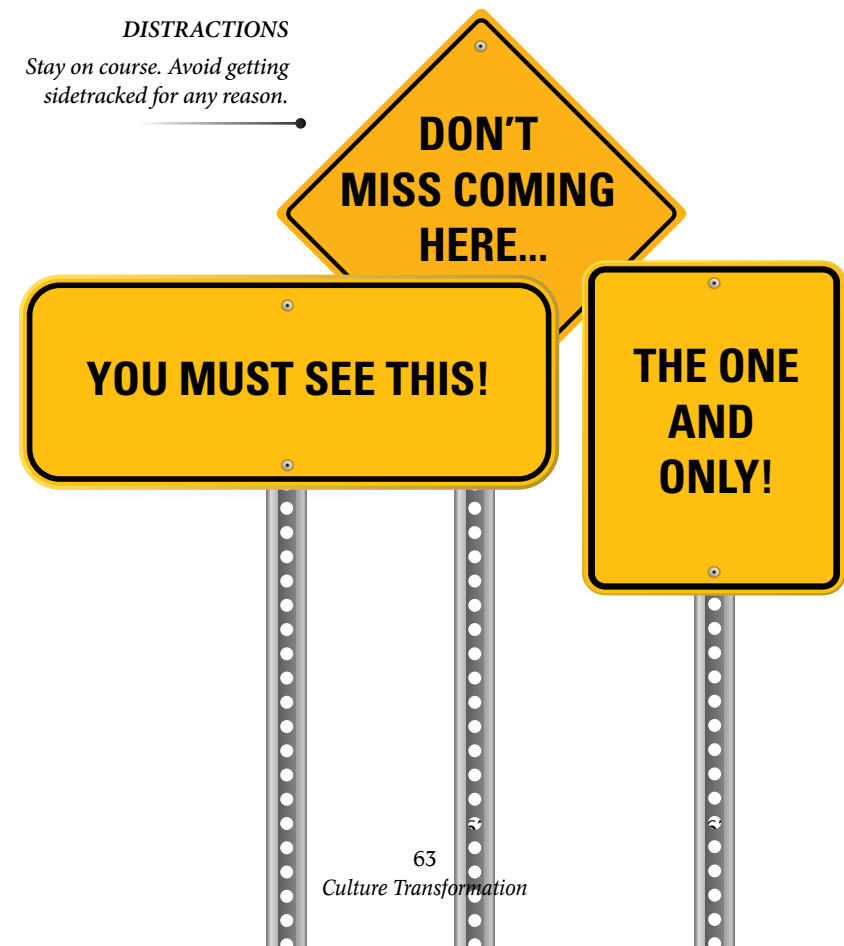 DISTRACTIONS
Stay on course. Avoid getting
sidetracked for any reason.
DON'T
MISS COMING
HERE...
YOU MUST SEE THIS!
THE ONE
AND
ONLY!
63
Culture Transformation